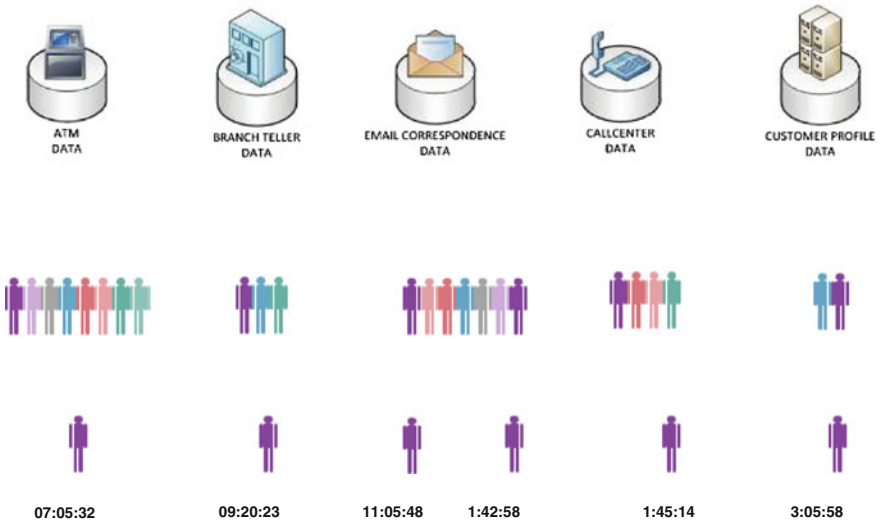 ATM
DATA
BRANCH TELLER
DATA
EMAIL CORRESPONDENCE
DATA
CALLCENTER
DATA
CUSTOMER PROFILE
DATA
07:05:32 09:20:23 11:05:48 1:42:58 1:45:14 3:05:58